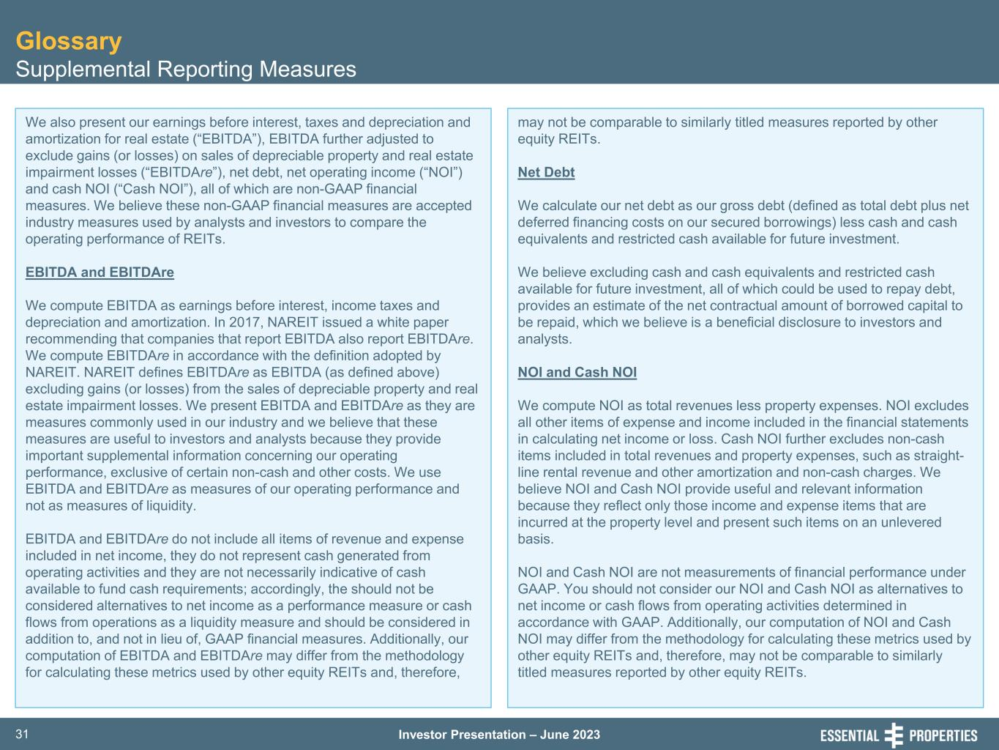 Glossary
Supplemental Reporting Measures
We also present our earnings before interest, taxes and depreciation and
amortization for real estate (“EBITDA”), EBITDA further adjusted to
exclude gains (or losses) on sales of depreciable property and real estate
impairment losses (“EBITDAre”), net debt, net operating income (“NOI”)
and cash NOI (“Cash NOI”), all of which are non-GAAP financial
measures. We believe these non-GAAP financial measures are accepted
industry measures used by analysts and investors to compare the
operating performance of REITs.
EBITDA and EBITDAre
We compute EBITDA as earnings before interest, income taxes and
depreciation and amortization. In 2017, NAREIT issued a white paper
recommending that companies that report EBITDA also report EBITDAre.
We compute EBITDAre in accordance with the definition adopted by
NAREIT. NAREIT defines EBITDAre as EBITDA (as defined above)
excluding gains (or losses) from the sales of depreciable property and real
estate impairment losses. We present EBITDA and EBITDAre as they are
measures commonly used in our industry and we believe that these
measures are useful to investors and analysts because they provide
important supplemental information concerning our operating
performance, exclusive of certain non-cash and other costs. We use
EBITDA and EBITDAre as measures of our operating performance and
not as measures of liquidity.
EBITDA and EBITDAre do not include all items of revenue and expense
included in net income, they do not represent cash generated from
operating activities and they are not necessarily indicative of cash
available to fund cash requirements; accordingly, the should not be
considered alternatives to net income as a performance measure or cash
flows from operations as a liquidity measure and should be considered in
addition to, and not in lieu of, GAAP financial measures. Additionally, our
computation of EBITDA and EBITDAre may differ from the methodology
for calculating these metrics used by other equity REITs and, therefore,
may not be comparable to similarly titled measures reported by other
equity REITs.
Net Debt
We calculate our net debt as our gross debt (defined as total debt plus net
deferred financing costs on our secured borrowings) less cash and cash
equivalents and restricted cash available for future investment.
We believe excluding cash and cash equivalents and restricted cash
available for future investment, all of which could be used to repay debt,
provides an estimate of the net contractual amount of borrowed capital to
be repaid, which we believe is a beneficial disclosure to investors and
analysts.
NOI and Cash NOI
We compute NOI as total revenues less property expenses. NOI excludes
all other items of expense and income included in the financial statements
in calculating net income or loss. Cash NOI further excludes non-cash
items included in total revenues and property expenses, such as straight-
line rental revenue and other amortization and non-cash charges. We
believe NOI and Cash NOI provide useful and relevant information
because they reflect only those income and expense items that are
incurred at the property level and present such items on an unlevered
basis.
NOI and Cash NOI are not measurements of financial performance under
GAAP. You should not consider our NOI and Cash NOI as alternatives to
net income or cash flows from operating activities determined in
accordance with GAAP. Additionally, our computation of NOI and Cash
NOI may differ from the methodology for calculating these metrics used by
other equity REITs and, therefore, may not be comparable to similarly
titled measures reported by other equity REITs.
31
Investor Presentation – June 2023
ESSENTIAL PROPERTIES